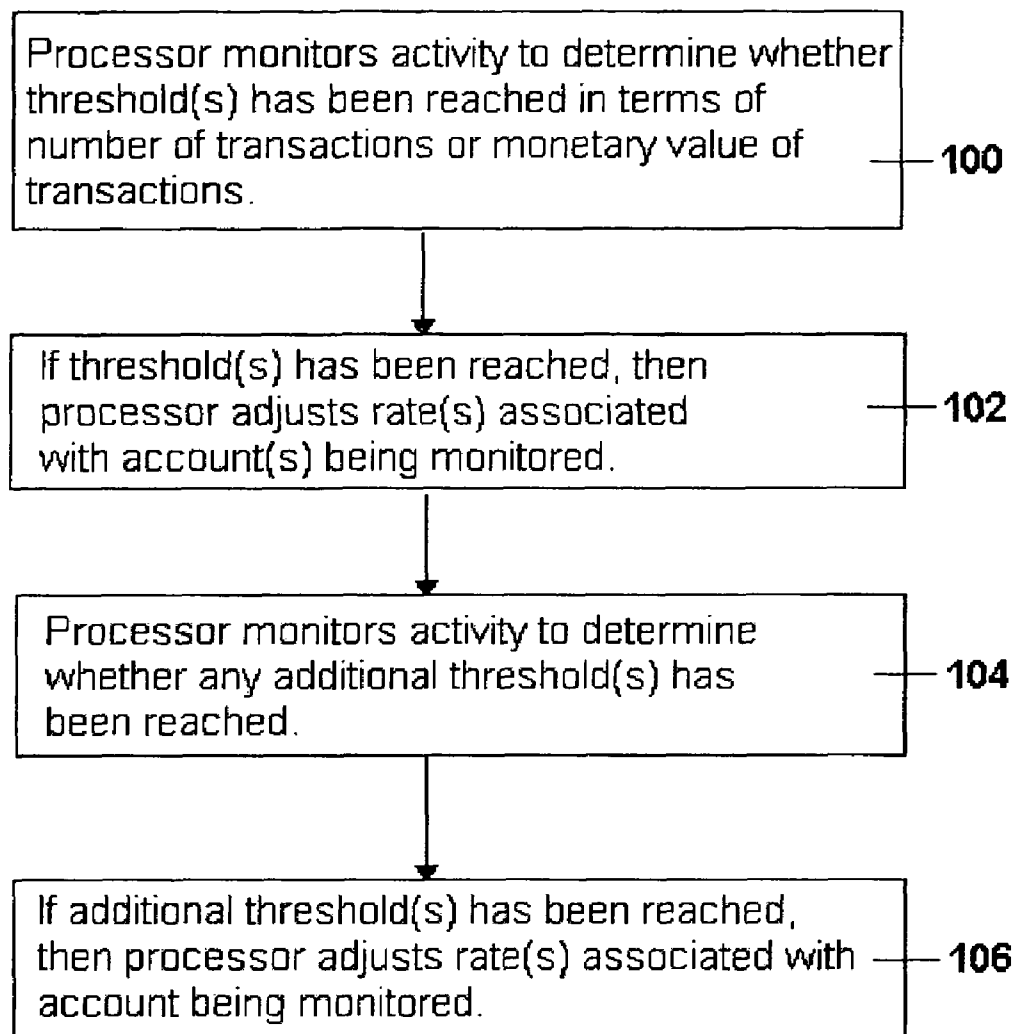 Processor monitors activity to determine whether
threshold(s) has been reached in terms of
number of transactions or monetary value of
transactions.
100
If threshold(s) has been reached, then
processor adjusts rate(s) associated
with account(s) being monitored.
102
Processor monitors activity to determine
whether any additional threshold(s) has
been reached.
104
If additional threshold(s) has been reached,
then processor adjusts rate(s) associated with
account being monitored.
106